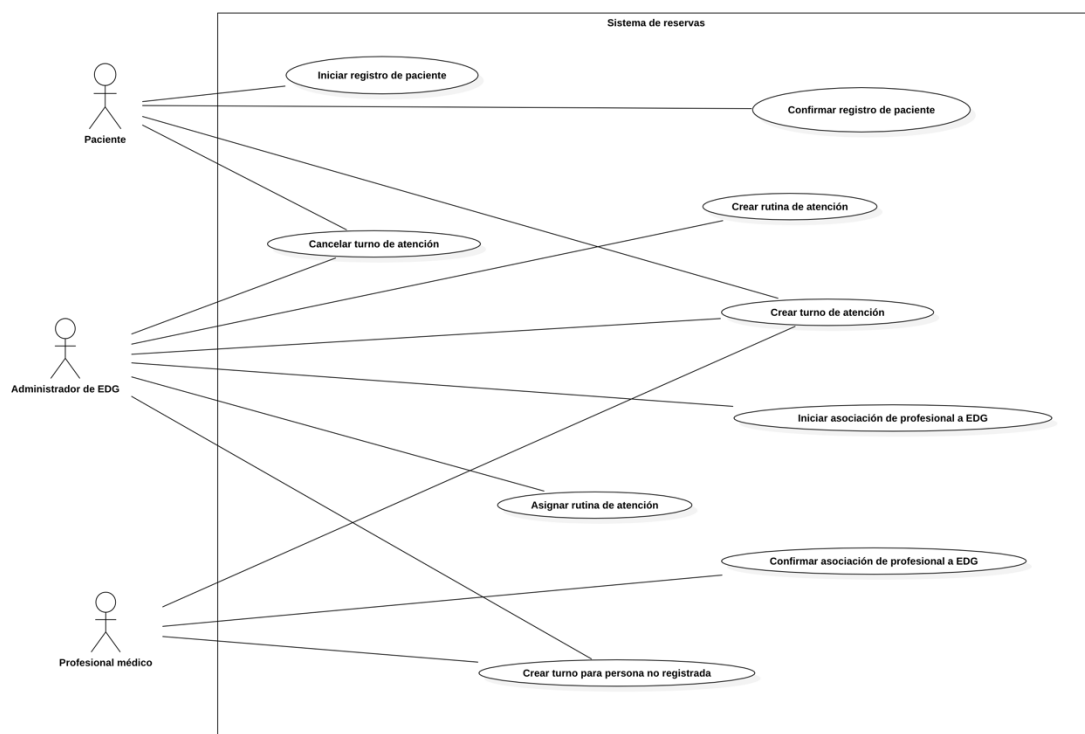 Sistema de reservas
Iniciar registro de paciente
Confirmar registro de paciente
Paciente
Crear rutina de atención
Cancelar turno de atención
Crear turno de atención
Administrador de EDG
Iniciar asociación de profesional a EDG
Asignar rutina de atención
Confirmar asociación de profesional a EDG
Profesional médico
Crear turno para persona no registrada